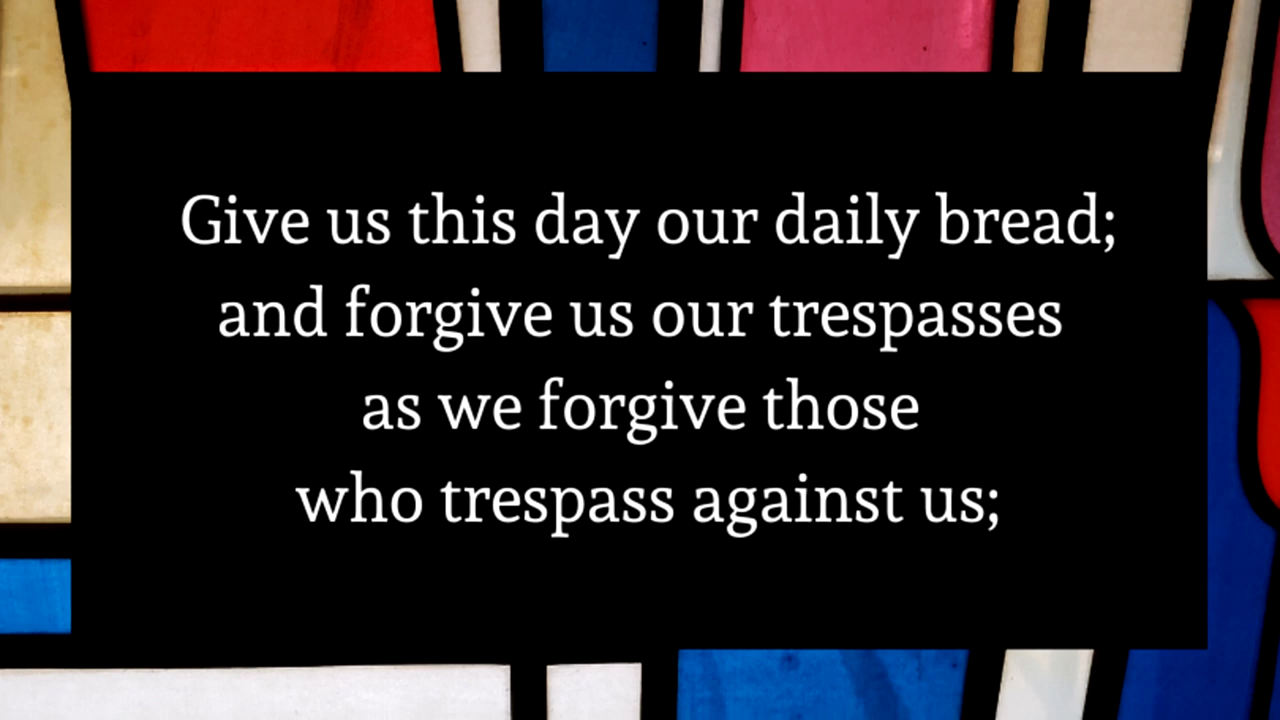 Give us this day our daily bread;
and forgive us our trespasses
as we forgive those
who trespass against us;